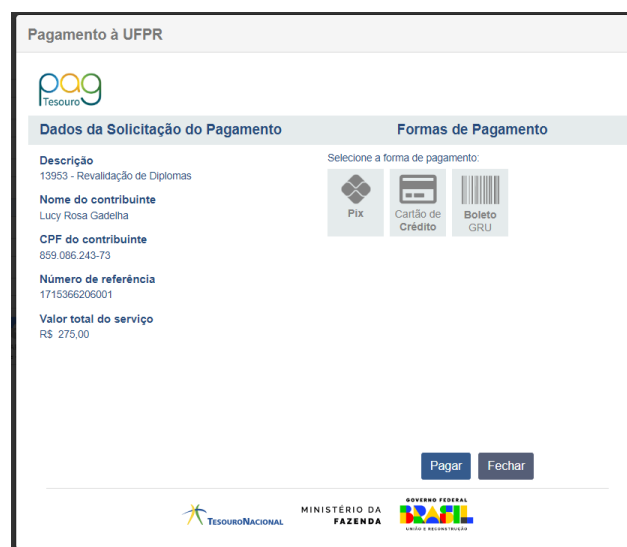 Pagamento à UFPR
pag
Tesouro
Dados da Solicitação do Pagamento
Formas de Pagamento
Descrição
13953 - Revalidação de Diplomas
Nome do contribuinte
Lucy Rosa Gadelha
CPF do contribuinte
859.086.243-73
Número de referência
1715366206001
Valor total do serviço
R$ 275,00
Selecione a forma de pagamento:
Pix
Cartão de
Crédito
Boleto
GRU
Pagar
Fechar
TESOURONACIONAL
MINISTÉRIO DA
FAZENDA
GOVERNO FEDERAL
BRASIL
UNIÃO E RECONSTRUÇÃO